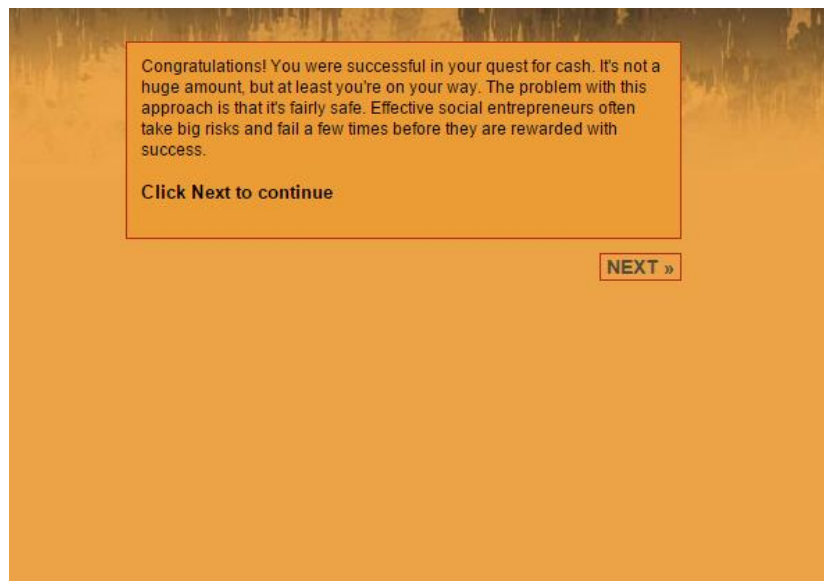 Congratulations! You were successful in your quest for cash. It's not a
huge amount, but at least you're on your way. The problem with this
approach is that it's fairly safe. Effective social entrepreneurs often
take big risks and fail a few times before they are rewarded with
success.
Click Next to continue
NEXT »